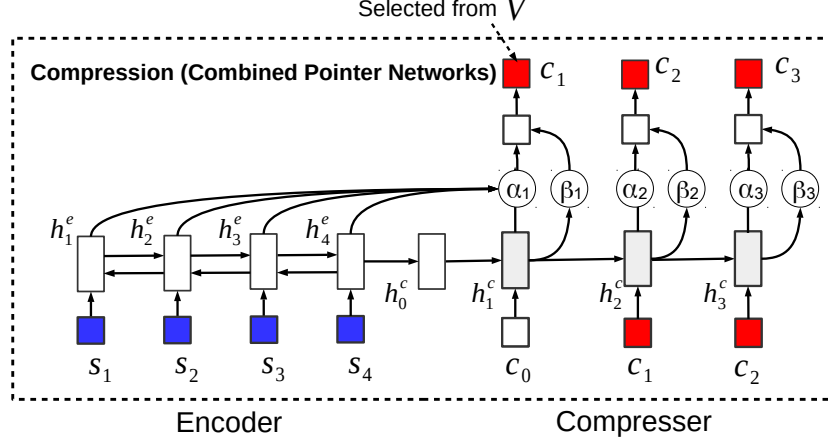 Selected from V
Compression (Combined Pointer Networks) c₁ c₂ c₃
α₁ β₁ α₂ β₂ α₃ β₃
h₁ᵉ h₂ᵉ h₃ᵉ h₄ᵉ
h₀ᶜ h₁ᶜ h₂ᶜ h₃ᶜ
s₁ s₂ s₃ s₄ c₀ c₁ c₂
Encoder Compresser